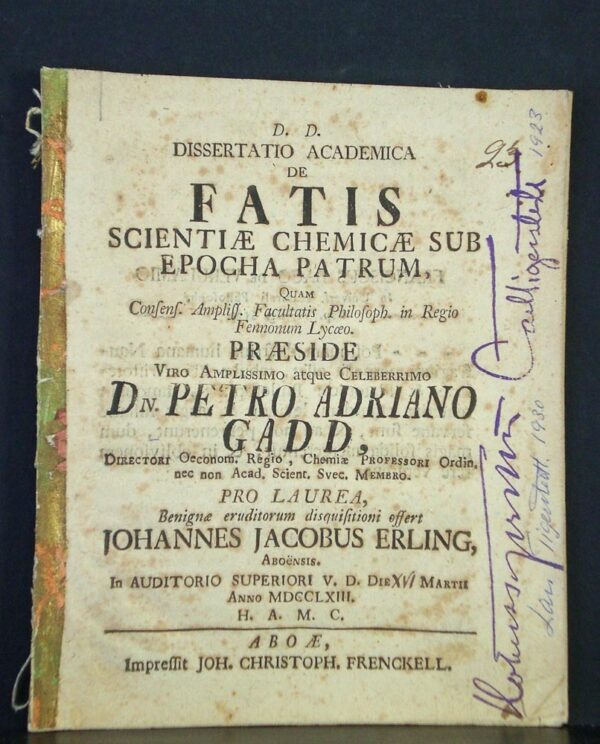 D. D.
DISSERTATIO ACADEMICA
DE
FATIS
SCIENTIÆ CHEMICÆ SUB
EPOCHA PATRUM,
QUAM
Conſenſ. Ampliſſ. Facultatis Philoſoph. in Regio
Fennonum Lycæo.
PRÆSIDE
VIRO AMPLISSIMO atque CELEBERRIMO
DN. PETRO ADRIANO
GADD,
DIRECTORI Oeconom. Regio, Chemiæ PROFESSORI Ordin.
nec non Acad. Scient. Svec. MEMBRO.
PRO LAUREA,
Benignæ eruditorum disquiſitioni offert
JOHANNES JACOBUS ERLING,
ABOËNSIS.
In AUDITORIO SUPERIORI V. D. DIE XVI MARTII
ANNO MDCCLXIII.
H. A. M. C.
ABOÆ,
Impreſſit JOH. CHRISTOPH. FRENCKELL.
1923
1930